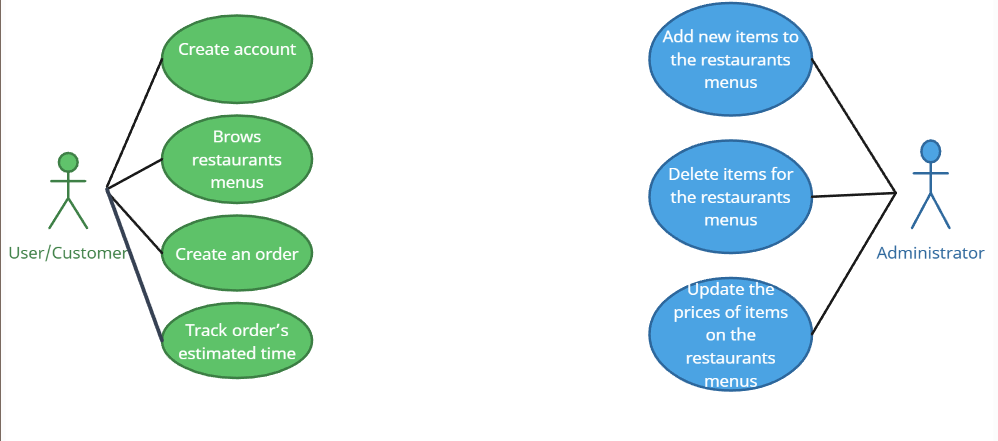 Create account
Brows
restaurants
menus
Create an order
Track order's
estimated time
User/Customer
Add new items to
the restaurants
menus
Delete items for
the restaurants
menus
Update the
prices of items
on the
restaurants
menus
Administrator